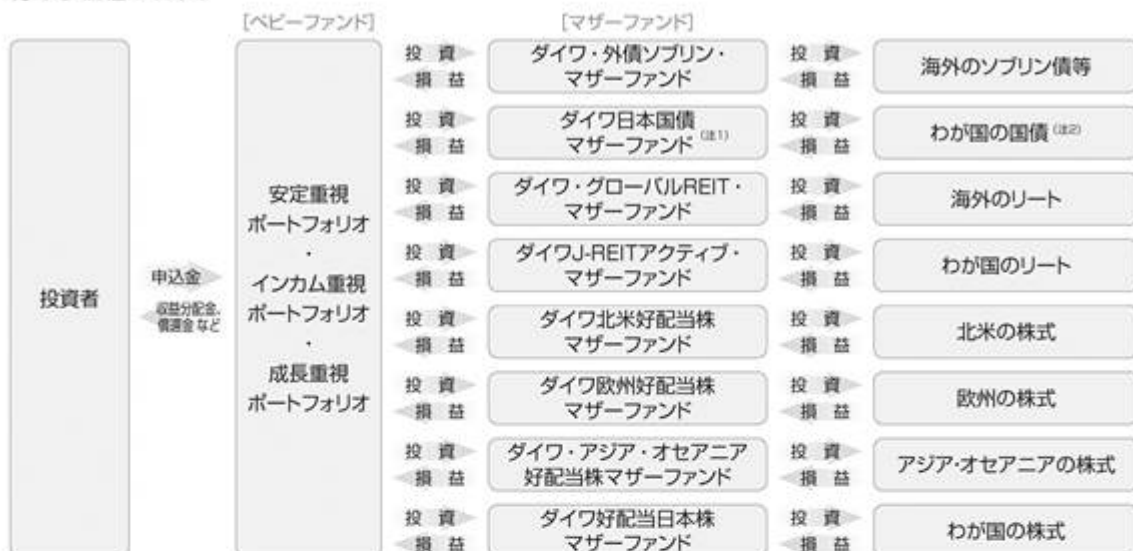 [ベビーファンド]
[マザーファンド]
投資者
申込金
収益分配金、
償還金 など
安定重視
ポートフォリオ
・
インカム重視
ポートフォリオ
・
成長重視
ポートフォリオ
投 資
損 益
ダイワ・外債ソブリン・
マザーファンド
投 資
損 益
海外のソブリン債等
投 資
損 益
ダイワ日本国債
マザーファンド (注1)
投 資
損 益
わが国の国債 (注2)
投 資
損 益
ダイワ・グローバルREIT・
マザーファンド
投 資
損 益
海外のリート
投 資
損 益
ダイワJ-REITアクティブ・
マザーファンド
投 資
損 益
わが国のリート
投 資
損 益
ダイワ北米好配当株
マザーファンド
投 資
損 益
北米の株式
投 資
損 益
ダイワ欧州好配当株
マザーファンド
投 資
損 益
欧州の株式
投 資
損 益
ダイワ・アジア・オセアニア
好配当株マザーファンド
投 資
損 益
アジア・オセアニアの株式
投 資
損 益
ダイワ好配当日本株
マザーファンド
投 資
損 益
わが国の株式